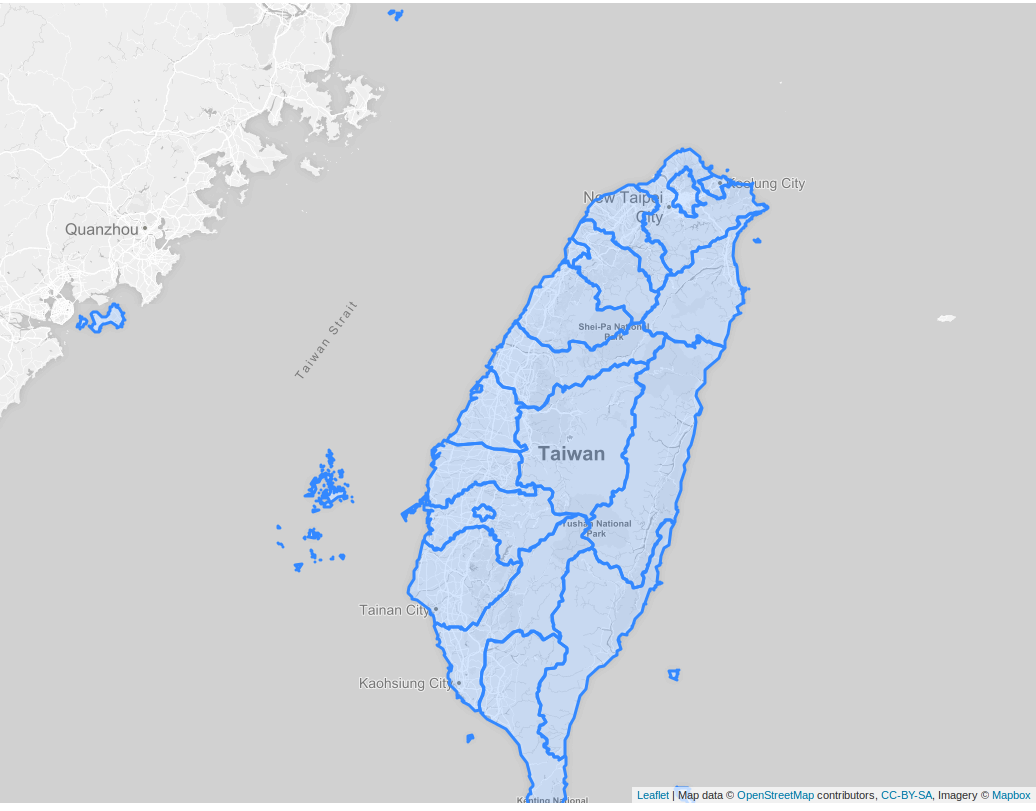 Keelung City
New Taipei
City
Quanzhou
Taiwan Strait
Shei-Pa National
Park
Taiwan
Yushan National
Park
Tainan City
Kaohsiung City
Kenting National
Leaflet | Map data © OpenStreetMap contributors, CC-BY-SA, Imagery © Mapbox